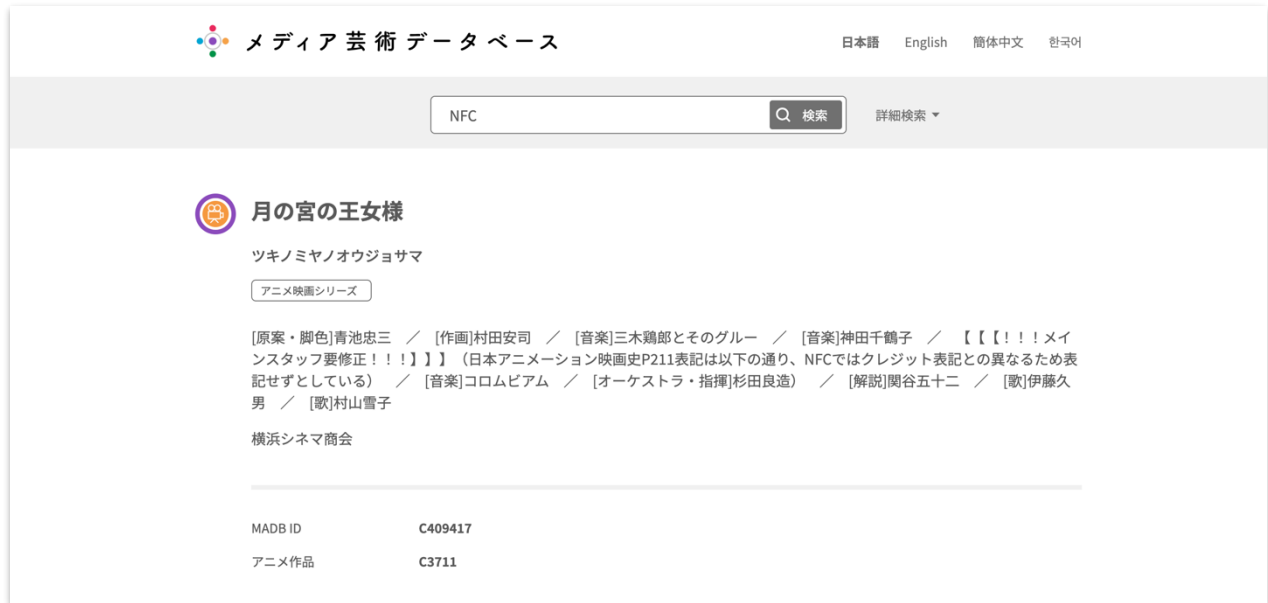 メディア芸術データベース
日本語 English 簡体中文 한국어
NFC 検索 詳細検索
月の宮の王女様
ツキノミヤノオウジョサマ
アニメ映画シリーズ
[原案・脚色]青池忠三 ／ [作画]村田安司 ／ [音楽]三木鶏郎とそのグルー ／ [音楽]神田千鶴子 ／ 【【【！！！メイ
ンスタッフ要修正！！！】】】（日本アニメーション映画史P211表記は以下の通り、NFCではクレジット表記との異なるため表
記せずとしている） ／ [音楽]コロムビアム ／ [オーケストラ・指揮]杉田良造） ／ [解説]関谷五十二 ／ [歌]伊藤久
男 ／ [歌]村山雪子
横浜シネマ商会
MADB ID C409417
アニメ作品 C3711